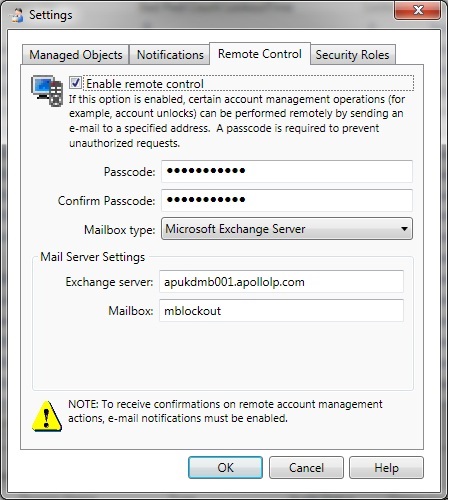 Settings
Managed Objects
Notifications
Remote Control
Security Roles
Enable remote control
If this option is enabled, certain account management operations (for
example, account unlocks) can be performed remotely by sending an
e-mail to a specified address. A passcode is required to prevent
unauthorized requests.
Passcode: ●●●●●●●●●●●
Confirm Passcode: ●●●●●●●●●●●
Mailbox type: Microsoft Exchange Server
Mail Server Settings
Exchange server: apukdmb001.apollolp.com
Mailbox: mblockout
NOTE: To receive confirmations on remote account management
actions, e-mail notifications must be enabled.
OK
Cancel
Help